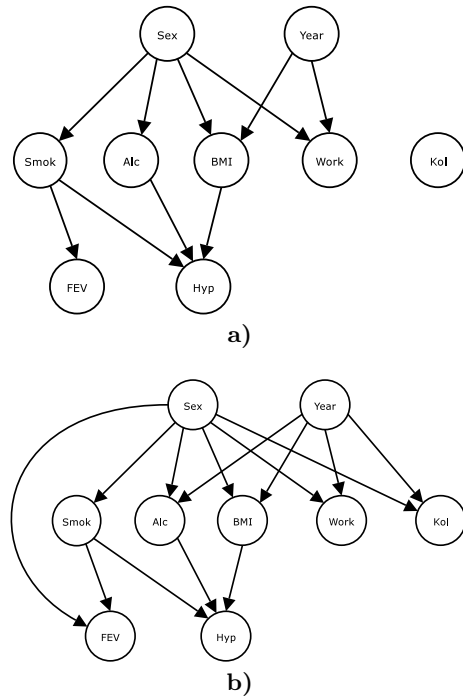 Sex Year
Smok Alc BMI Work Kol
FEV Hyp
a)
Sex Year
Smok Alc BMI Work Kol
FEV Hyp
b)